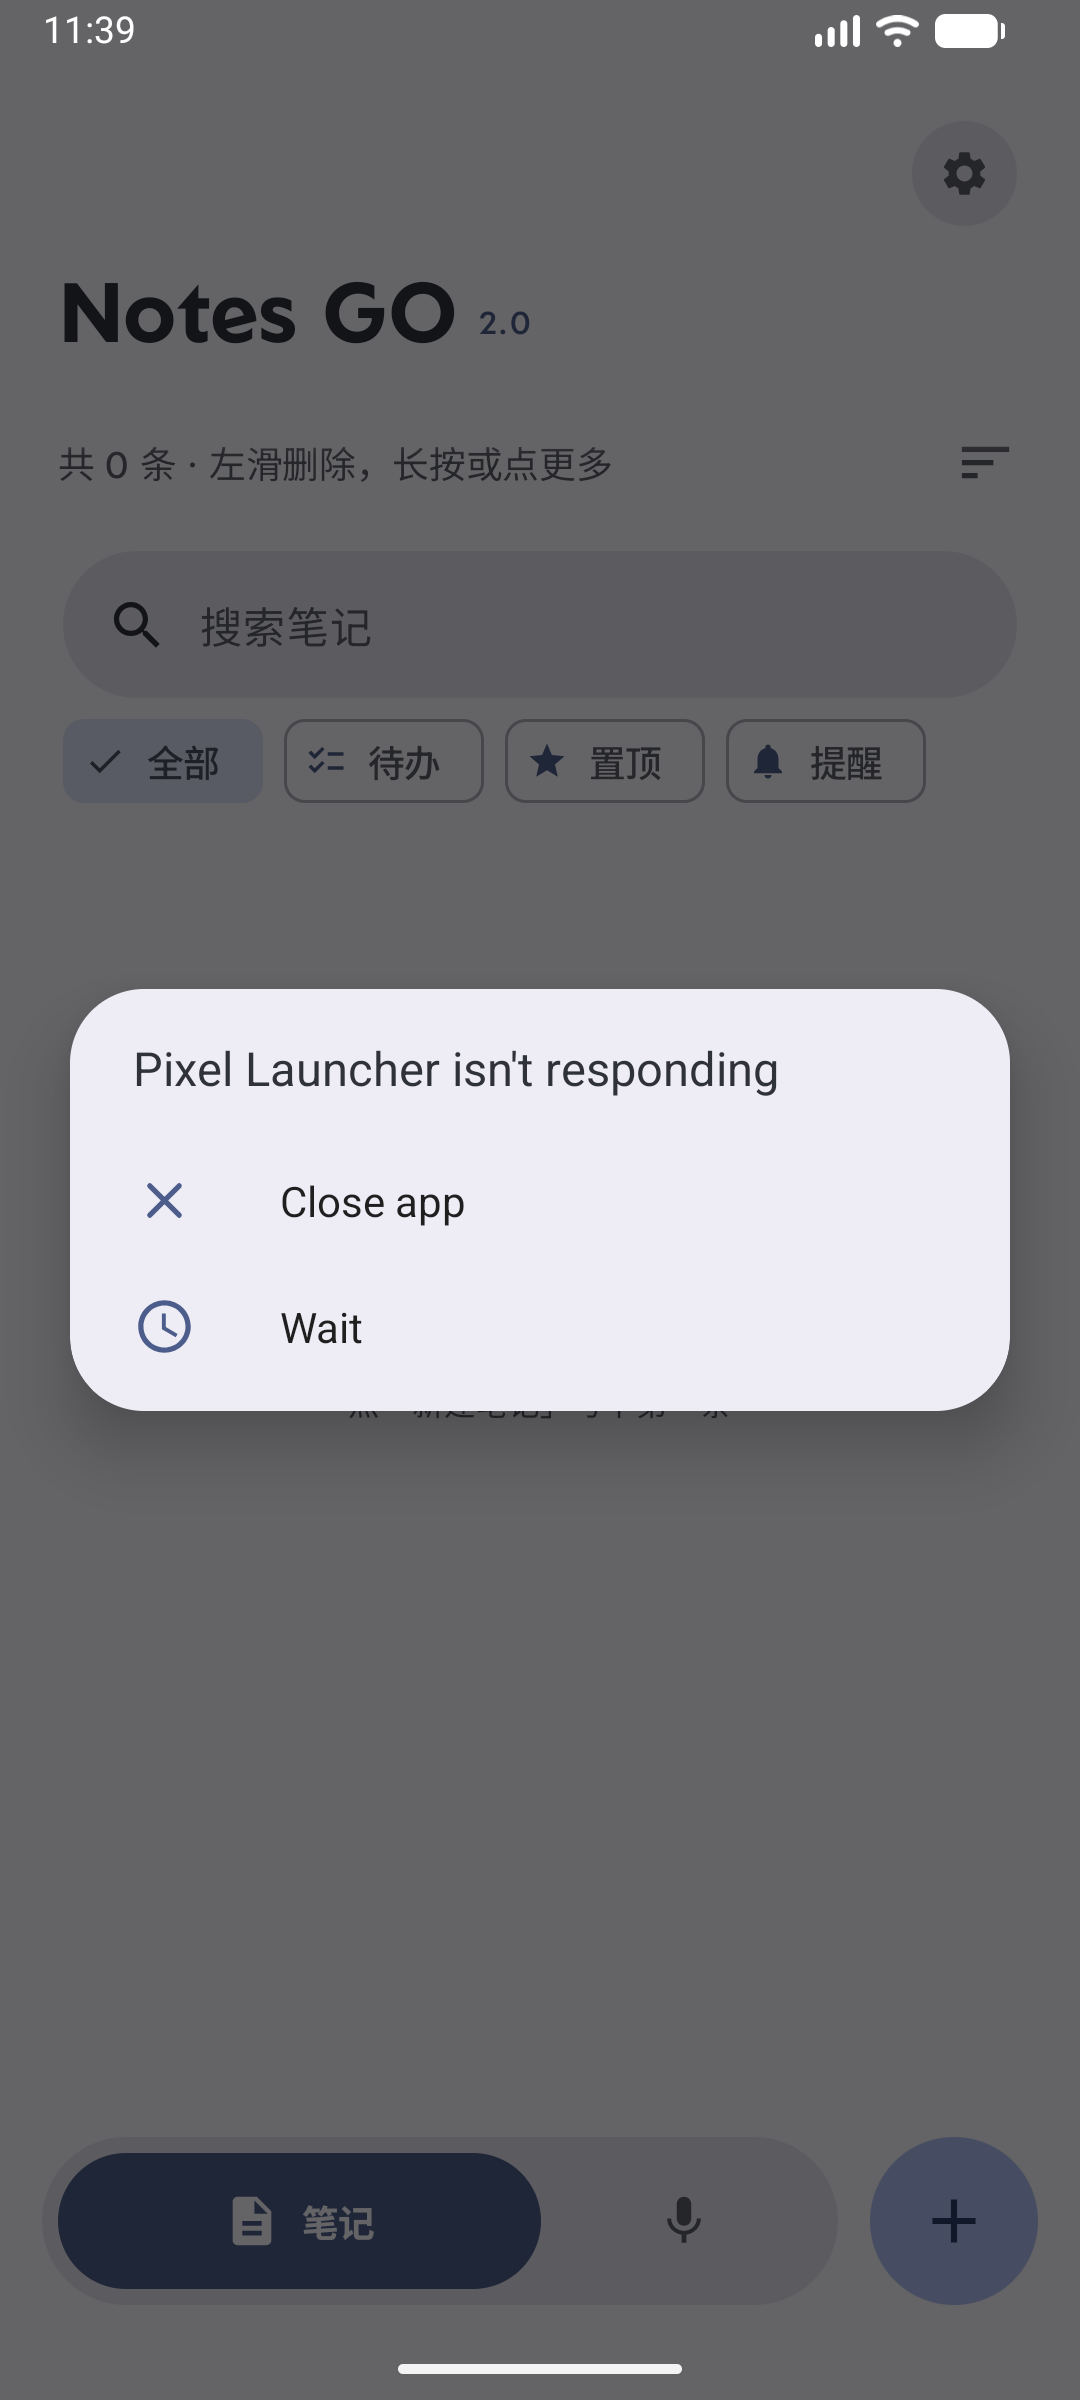 11:39
Notes GO 2.0
共 0 条 · 左滑删除，长按或点更多
搜索笔记
全部
待办
置顶
提醒
Pixel Launcher isn't responding
Close app
Wait
笔记